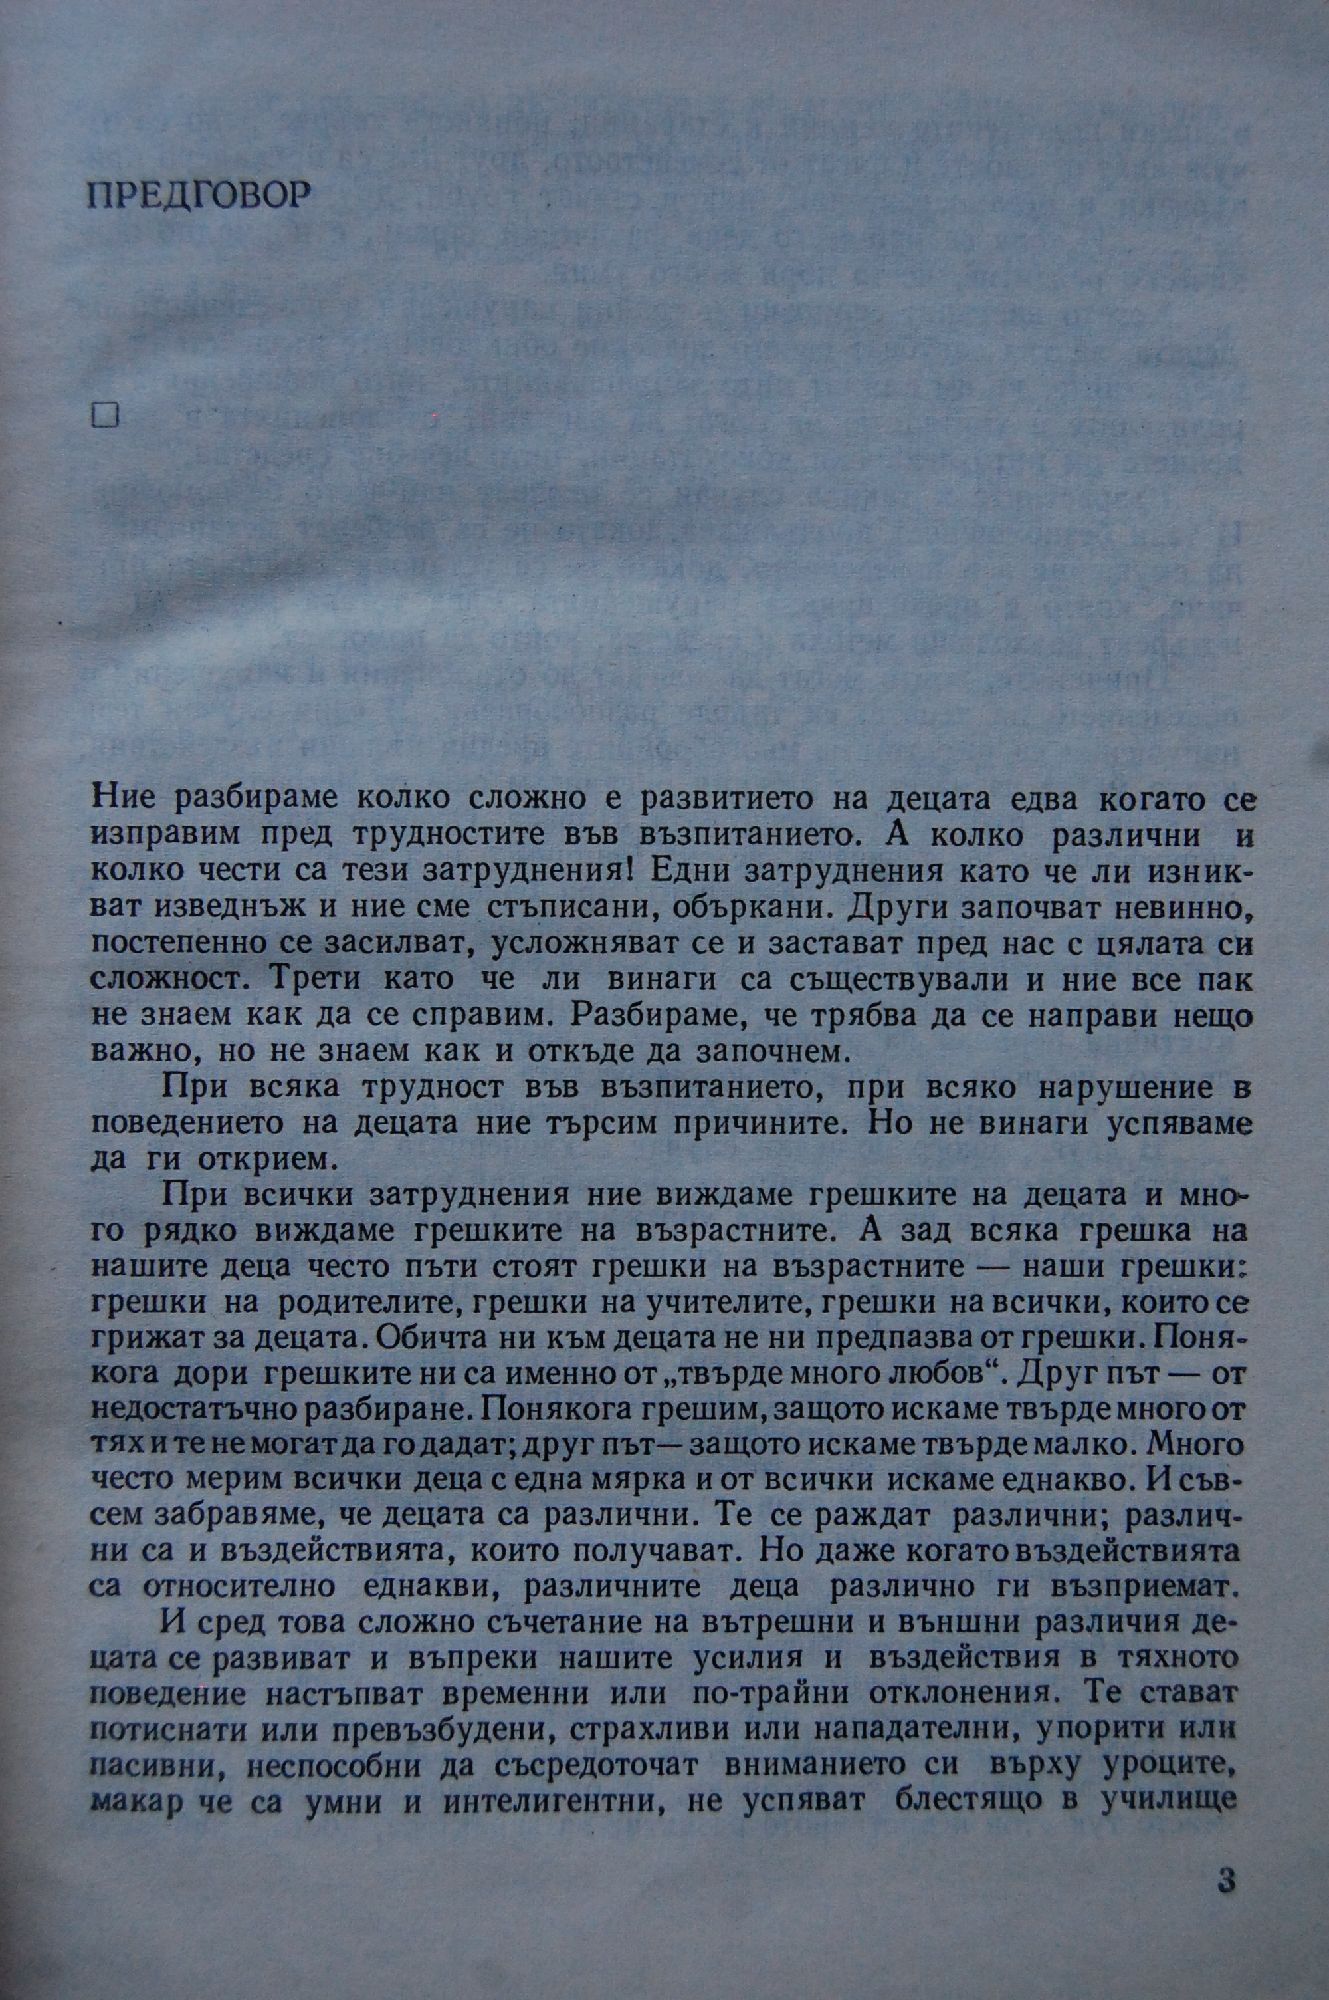 ПРЕДГОВОР
Ние разбираме колко сложно е развитието на децата едва когато се
изправим пред трудностите във възпитанието. А колко различни и
колко чести са тези затруднения! Едни затруднения като че ли изник-
ват изведнъж и ние сме стъписани, объркани. Други започват невинно,
постепенно се засилват, усложняват се и застават пред нас с цялата си
сложност. Трети като че ли винаги са съществували и ние все пак
не знаем как да се справим. Разбираме, че трябва да се направи нещо
важно, но не знаем как и откъде да започнем.
При всяка трудност във възпитанието, при всяко нарушение в
поведението на децата ние търсим причините. Но не винаги успяваме
да ги открием.
При всички затруднения ние виждаме грешките на децата и мно-
го рядко виждаме грешките на възрастните. А зад всяка грешка на
нашите деца често пъти стоят грешки на възрастните — наши грешки:
грешки на родителите, грешки на учителите, грешки на всички, които се
грижат за децата. Обичта ни към децата не ни предпазва от грешки. Поня-
кога дори грешките ни са именно от „твърде много любов“. Друг път — от
недостатъчно разбиране. Понякога грешим, защото искаме твърде много от
тях и те не могат да го дадат; друг път — защото искаме твърде малко. Много
често мерим всички деца с една мярка и от всички искаме еднакво. И съв-
сем забравяме, че децата са различни. Те се раждат различни; различ-
ни са и въздействията, които получават. Но даже когато въздействията
са относително еднакви, различните деца различно ги възприемат.
И сред това сложно съчетание на вътрешни и външни различия де-
цата се развиват и въпреки нашите усилия и въздействия в тяхното
поведение настъпват временни или по-трайни отклонения. Те стават
потиснати или превъзбудени, страхливи или нападателни, упорити или
пасивни, неспособни да съсредоточат вниманието си върху уроците,
макар че са умни и интелигентни, не успяват блестящо в училище
3